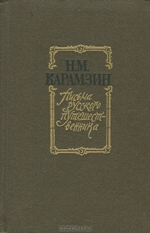 Н.М.
КАРАМЗИН
Письма
русского
путешест-
венника